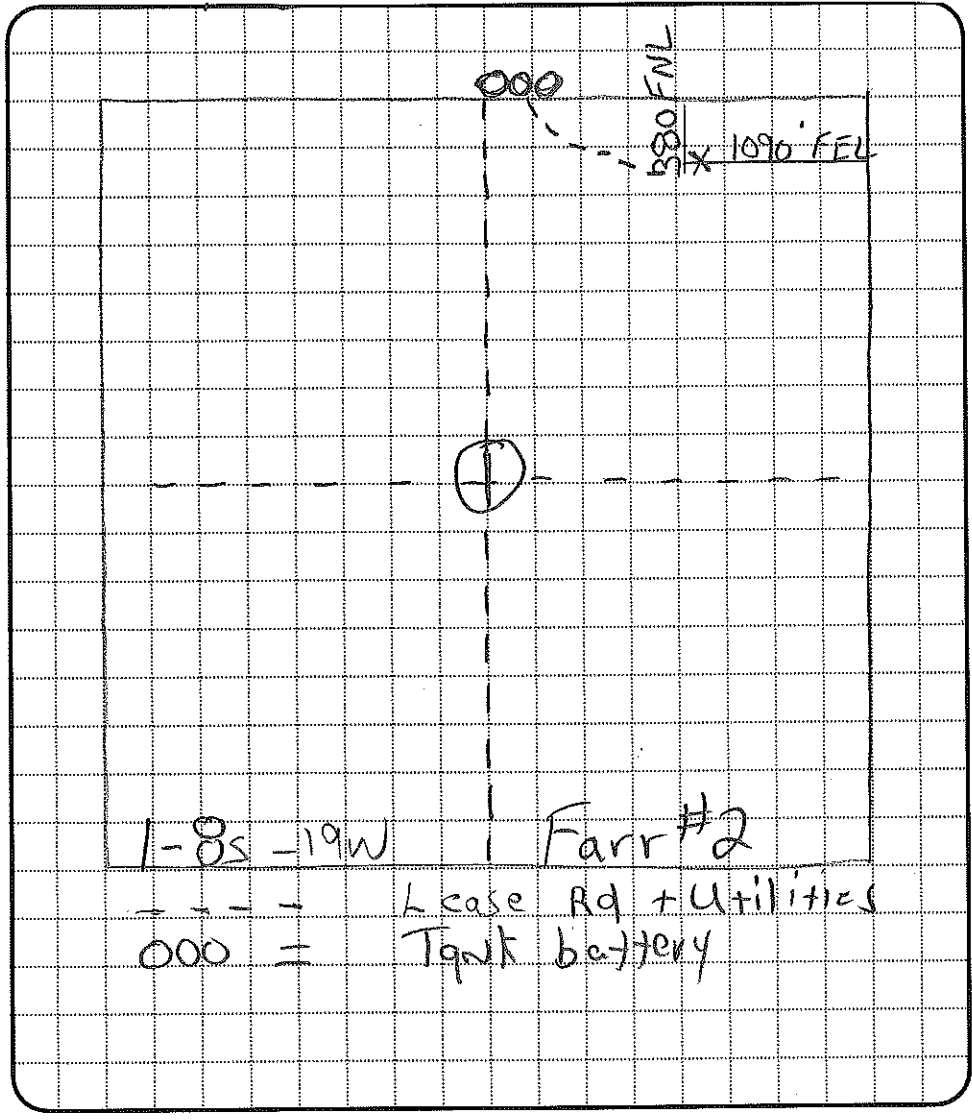 000
380 FNL
1090' FEL
1-8S-19W Farr #2
---- Lease Rd + Utilities
000 = Tank battery